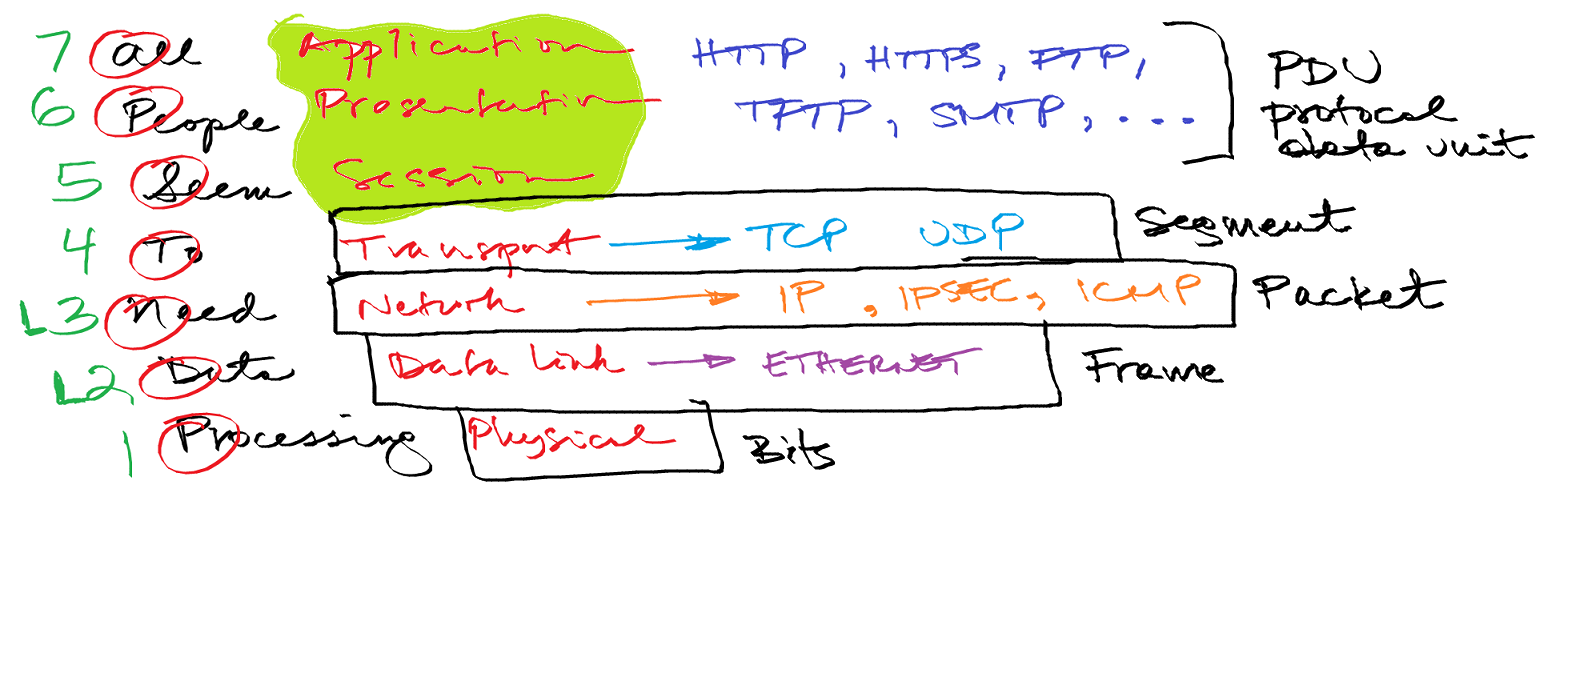 7 All Application HTTP, HTTPS, FTP, PDU
6 People Presentation TFTP, SMTP, ... protocal
data unit
5 Seem Session
4 To Transport → TCP UDP Segment
L3 Need Network → IP, IPSEC, ICMP Packet
L2 Data Data Link → ETHERNET Frame
1 Processing Physical Bits